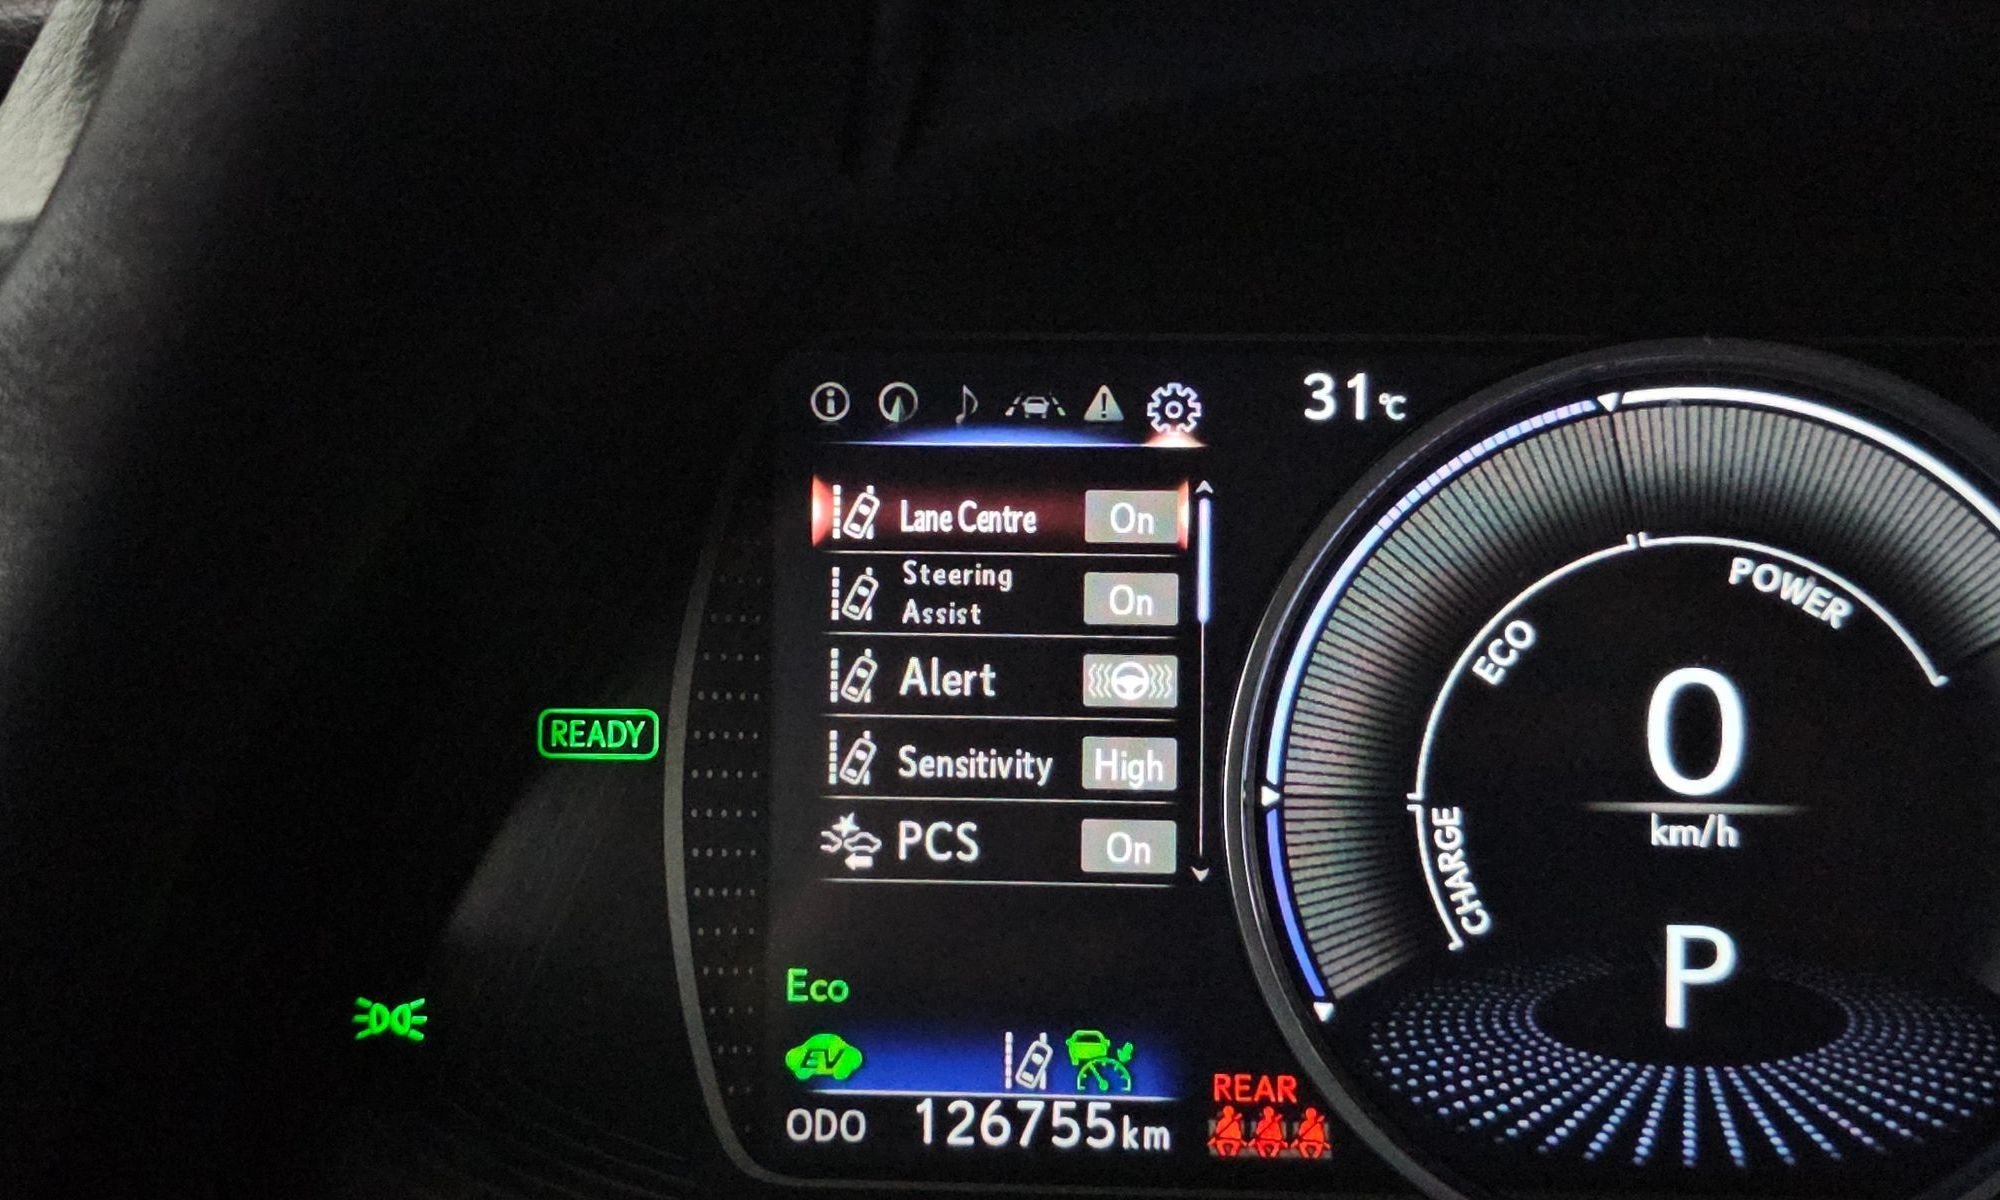 31°C
Lane Centre On
Steering
Assist On
Alert
Sensitivity High
PCS On
READY
Eco
EV
ODO 126755km
REAR
POWER
ECO
CHARGE
0
km/h
P